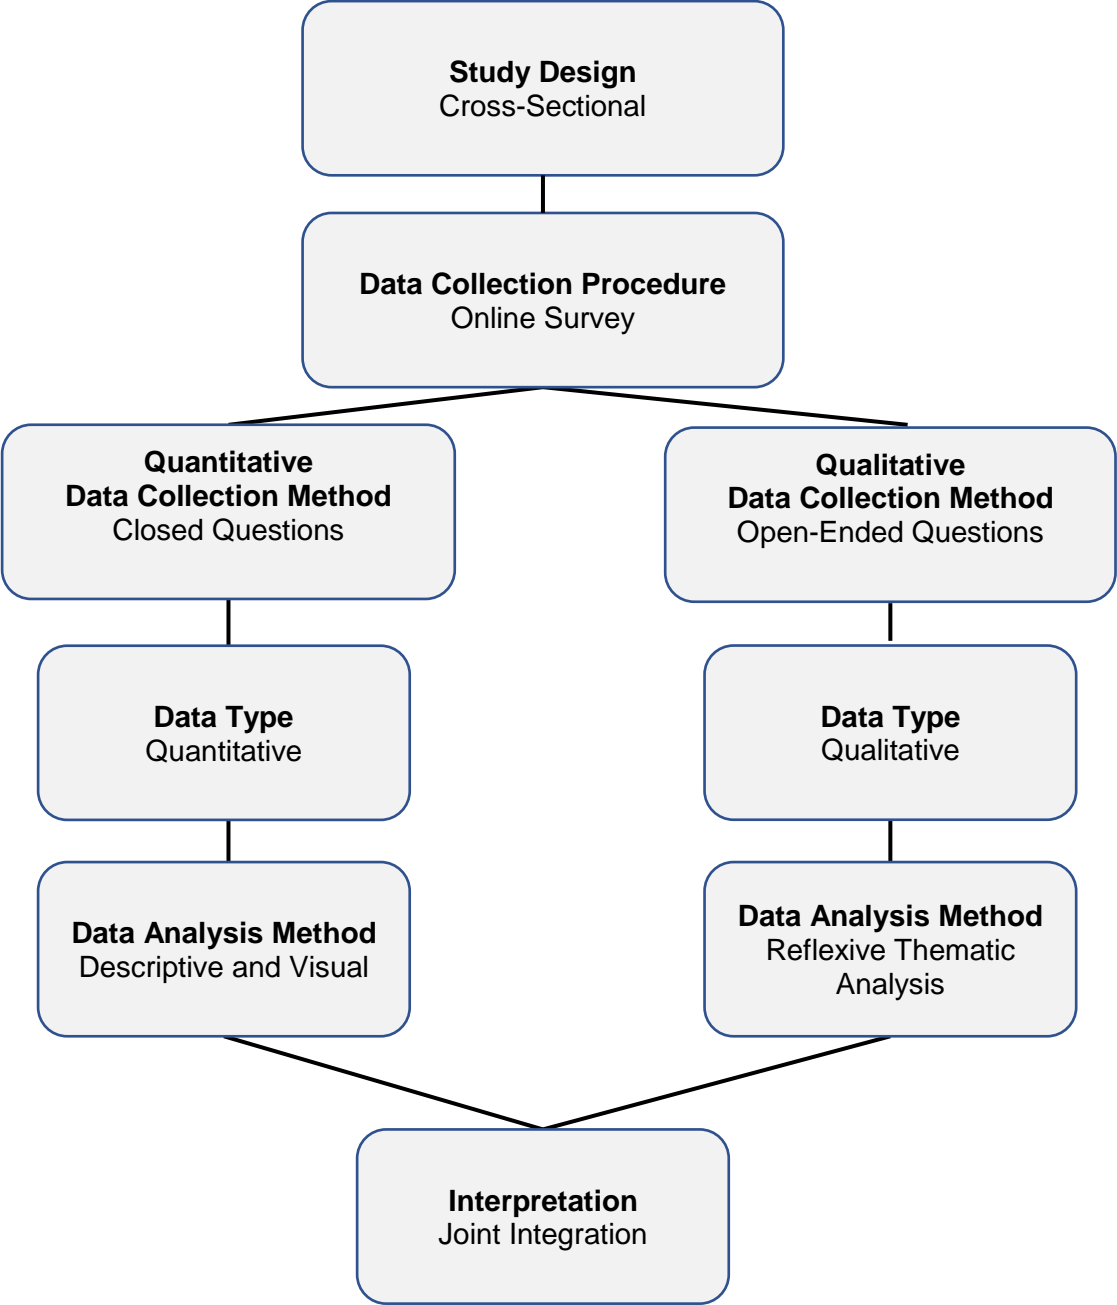 Study Design
Cross-Sectional
Data Collection Procedure
Online Survey
Quantitative
Data Collection Method
Closed Questions
Qualitative
Data Collection Method
Open-Ended Questions
Data Type
Quantitative
Data Type
Qualitative
Data Analysis Method
Descriptive and Visual
Data Analysis Method
Reflexive Thematic
Analysis
Interpretation
Joint Integration